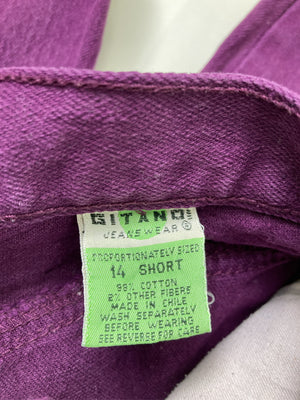 GITANO
JEANSWEAR®
PROPORTIONATELY SIZED
14 SHORT
98% COTTON
2% OTHER FIBERS
MADE IN CHILE
WASH SEPARATELY
BEFORE WEARING
SEE REVERSE FOR CARE